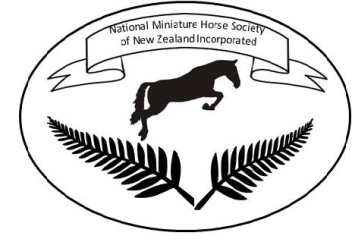 National Miniature Horse Society
of New Zealand Incorporated